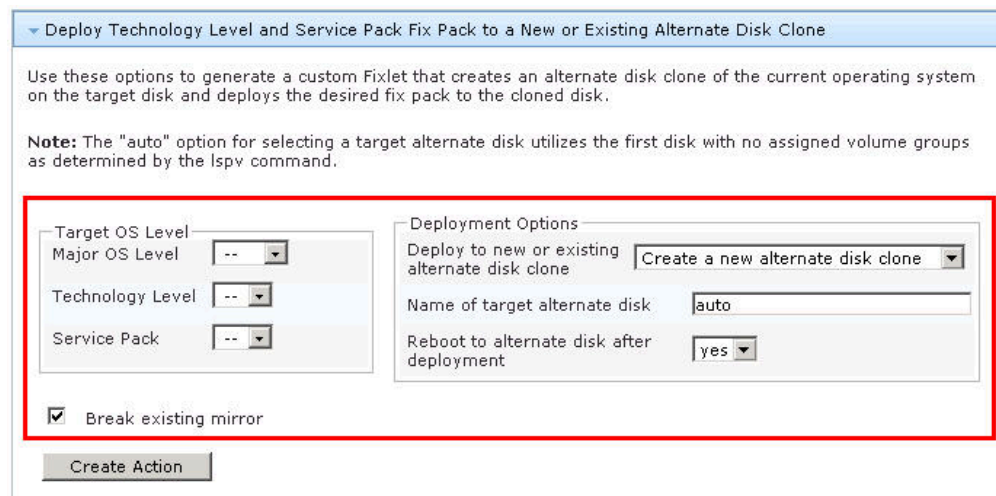 Deploy Technology Level and Service Pack Fix Pack to a New or Existing Alternate Disk Clone
Use these options to generate a custom Fixlet that creates an alternate disk clone of the current operating system
on the target disk and deploys the desired fix pack to the cloned disk.
Note: The "auto" option for selecting a target alternate disk utilizes the first disk with no assigned volume groups
as determined by the lspv command.
Target OS Level
Major OS Level --
Technology Level --
Service Pack --
Deployment Options
Deploy to new or existing
alternate disk clone
Create a new alternate disk clone
Name of target alternate disk auto
Reboot to alternate disk after
deployment
yes
Break existing mirror
Create Action